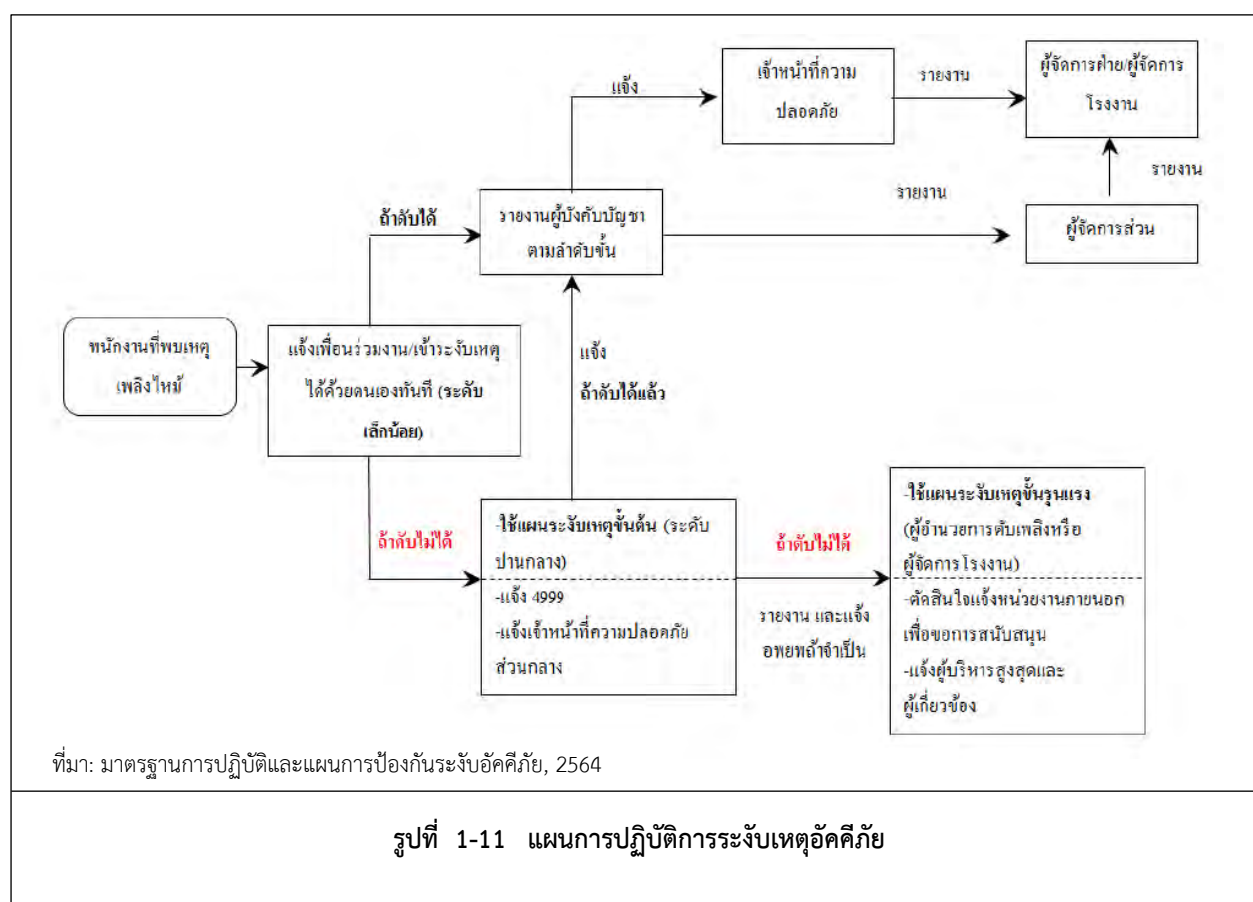 เจ้าหน้าที่ความ
ปลอดภัย
รายงาน
ผู้จัดการฝ่าย/ผู้จัดการ
โรงงาน
แจ้ง
รายงาน
ถ้าดับได้
รายงานผู้บังคับบัญชา
ตามลำดับขั้น
รายงาน
ผู้จัดการส่วน
พนักงานที่พบเหตุ
เพลิงไหม้
แจ้งเพื่อนร่วมงาน/เข้าระงับเหตุ
ได้ด้วยตนเองทันที (ระดับ
เล็กน้อย)
แจ้ง
ถ้าดับได้แล้ว
ถ้าดับไม่ได้
-ใช้แผนระงับเหตุขั้นต้น (ระดับ
ปานกลาง)
-แจ้ง 4999
-แจ้งเจ้าหน้าที่ความปลอดภัย
ส่วนกลาง
ถ้าดับไม่ได้
รายงาน และแจ้ง
อพยพถ้าจำเป็น
-ใช้แผนระงับเหตุขั้นรุนแรง
(ผู้อำนวยการดับเพลิงหรือ
ผู้จัดการโรงงาน)
-ตัดสินใจแจ้งหน่วยงานภายนอก
เพื่อขอการสนับสนุน
-แจ้งผู้บริหารสูงสุดและ
ผู้เกี่ยวข้อง
ที่มา: มาตรฐานการปฏิบัติและแผนการป้องกันระงับอัคคีภัย, 2564
รูปที่ 1-11 แผนการปฏิบัติการระงับเหตุอัคคีภัย